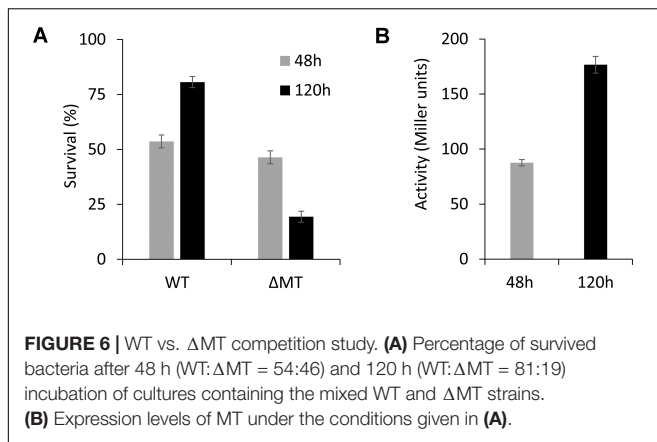 A
Survival (%)
100
75
50
25
0
48h
120h
WT
ΔMT
B
Activity (Miller units)
200
150
100
50
0
48h
120h
FIGURE 6 | WT vs. ΔMT competition study. (A) Percentage of survived
bacteria after 48 h (WT:ΔMT = 54:46) and 120 h (WT:ΔMT = 81:19)
incubation of cultures containing the mixed WT and ΔMT strains.
(B) Expression levels of MT under the conditions given in (A).